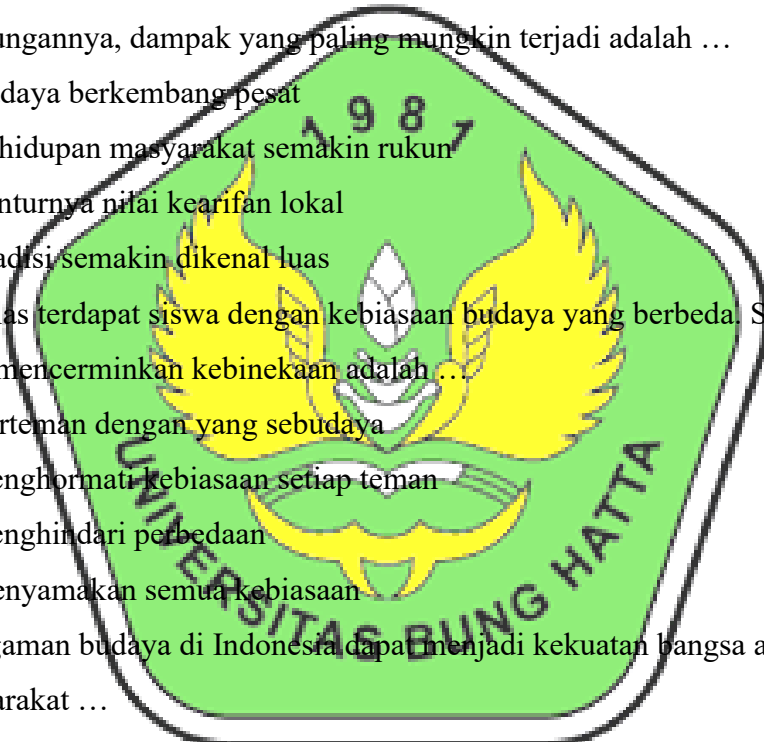 ungannya, dampak yang paling mungkin terjadi adalah …
daya berkembang pesat
1981
hidupan masyarakat semakin rukun
nturnya nilai kearifan lokal
adisi semakin dikenal luas
as terdapat siswa dengan kebiasaan budaya yang berbeda. S
mencerminkan kebinekaan adalah …
rteman dengan yang sebudaya
enghormati kebiasaan setiap teman
enghindari perbedaan
enyamakan semua kebiasaan
UNIVERSITAS BUNG HATTA
gaman budaya di Indonesia dapat menjadi kekuatan bangsa a
arakat …